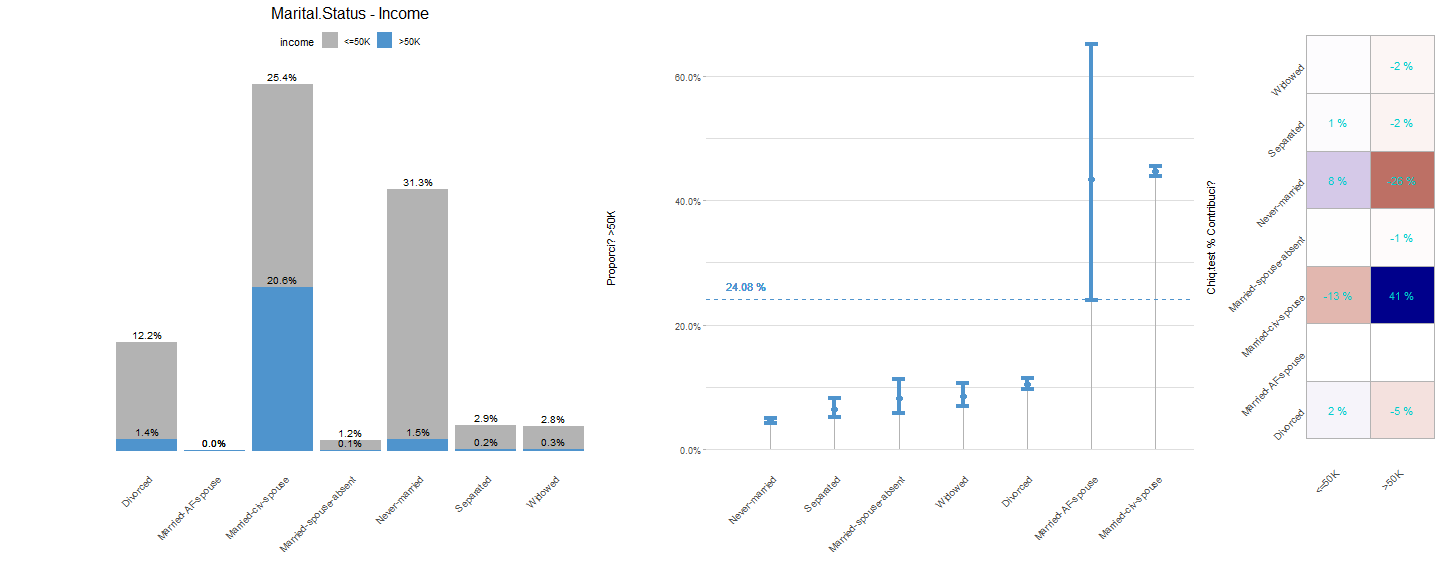 Marital.Status - Income
income <=50K >50K
25.4%
31.3%
20.6%
12.2%
1.4%
0.0%
1.2%
0.1%
1.5%
2.9%
0.2%
2.8%
0.3%
Divorced
Married-AF-spouse
Married-civ-spouse
Married-spouse-absent
Never-married
Separated
Widowed
Proporci? >50K
60.0%
40.0%
24.08 %
20.0%
0.0%
Never-married
Separated
Married-spouse-absent
Widowed
Divorced
Married-AF-spouse
Married-civ-spouse
Chiq.test % Contribuci?
Widowed
-2 %
Separated
1 %
-2 %
Never-married
8 %
Married-spouse-absent
-1 %
Married-civ-spouse
-13 %
41 %
Married-AF-spouse
Divorced
2 %
-5 %
<=50K
>50K